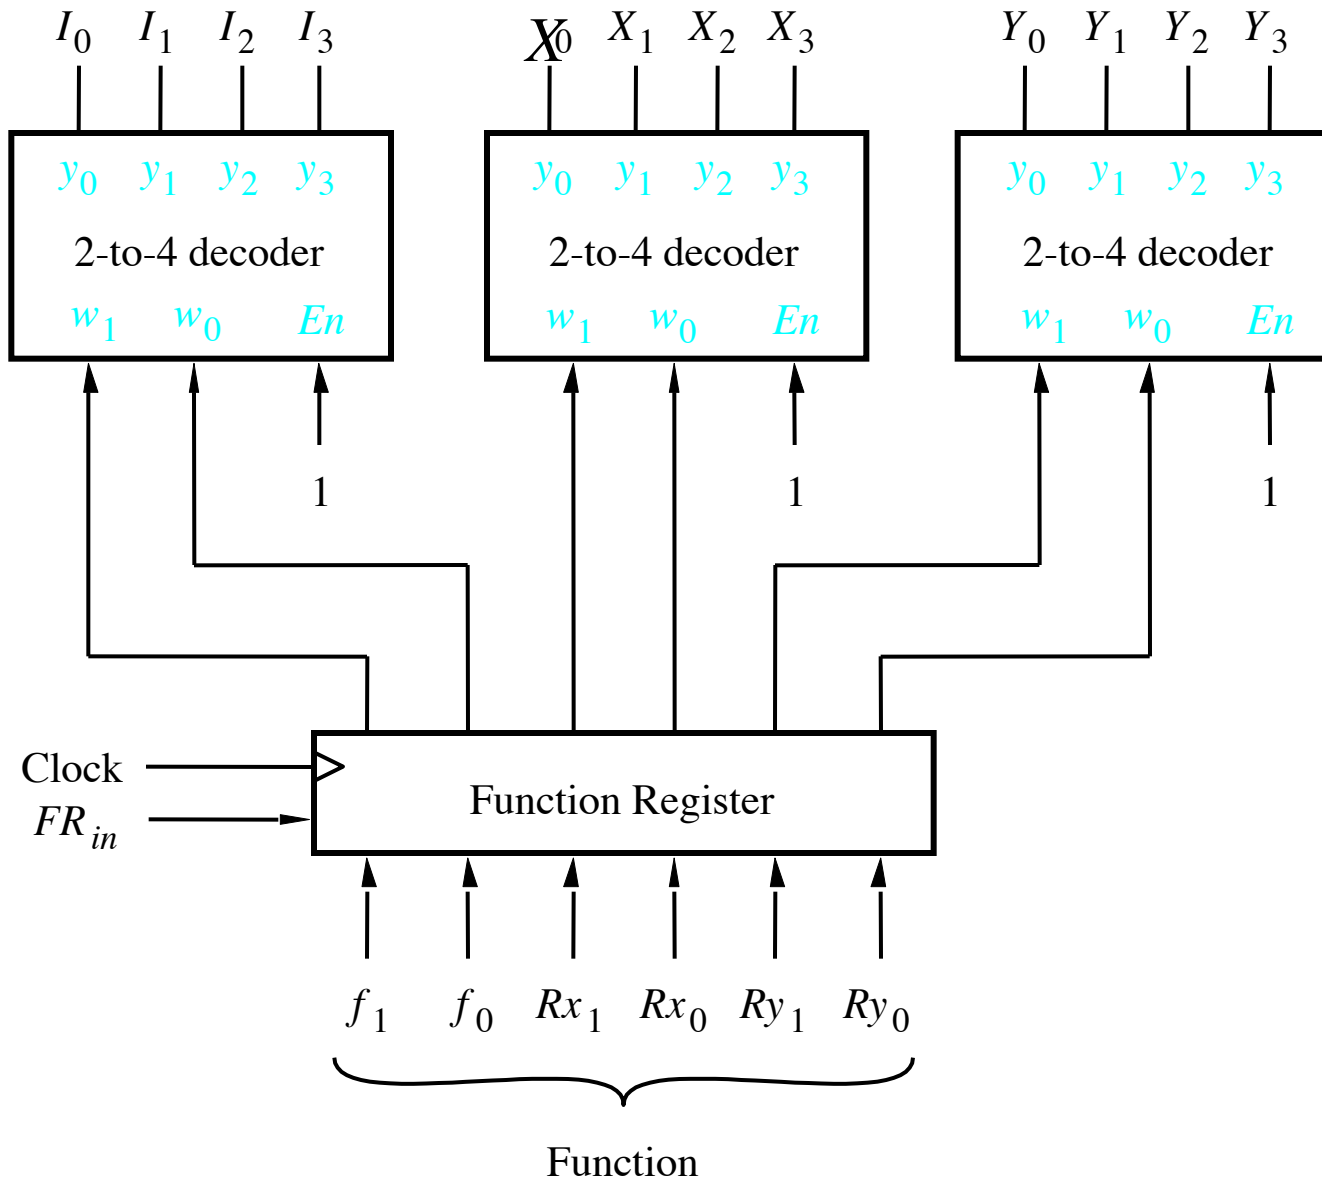 I0 I1 I2 I3 X0 X1 X2 X3 Y0 Y1 Y2 Y3
y0 y1 y2 y3 y0 y1 y2 y3 y0 y1 y2 y3
2-to-4 decoder 2-to-4 decoder 2-to-4 decoder
w1 w0 En w1 w0 En w1 w0 En
1 1 1
Clock
Function Register
FRin
f1 f0 Rx1 Rx0 Ry1 Ry0
Function